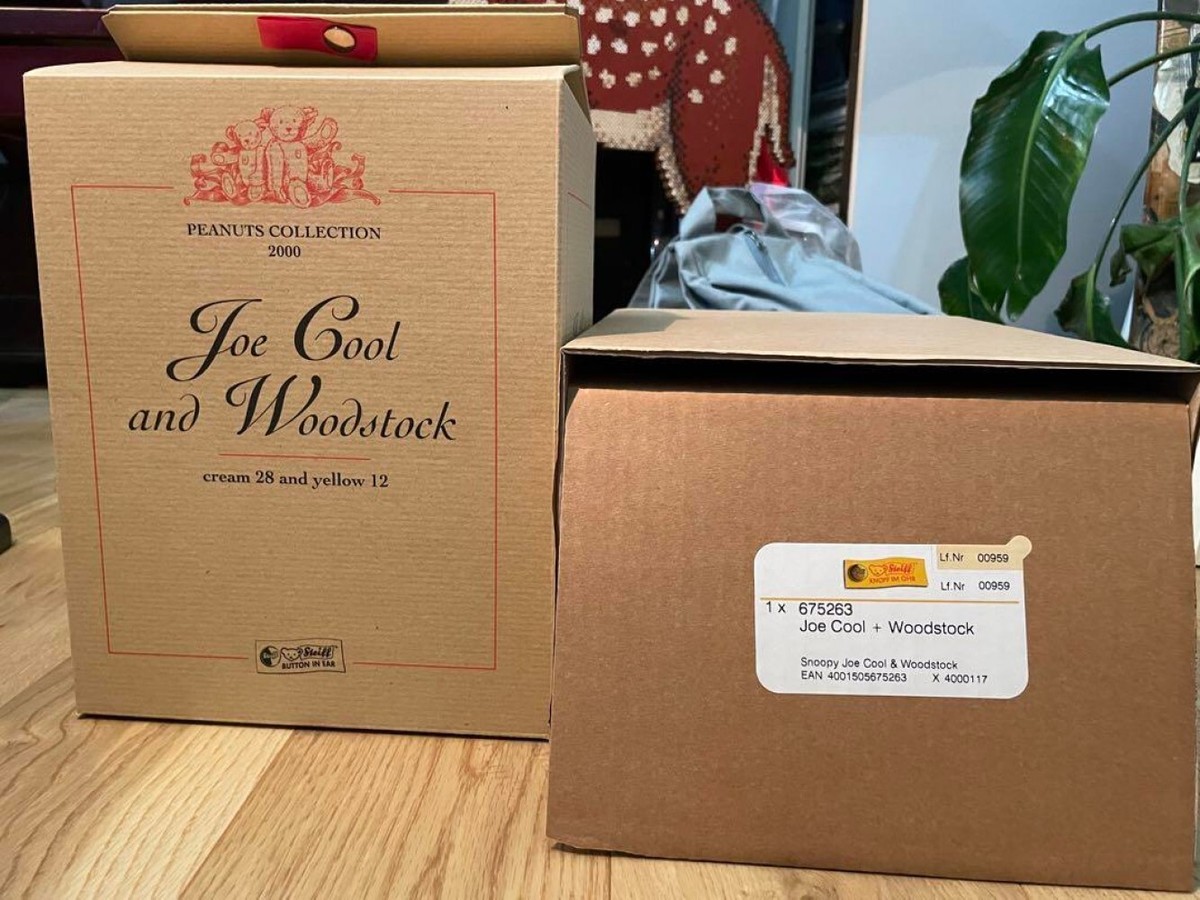 PEANUTS COLLECTION
2000
Joe Cool
and Woodstock
cream 28 and yellow 12
Steiff
BUTTON IN EAR
Steiff
KNOPF IM OHR
Lf.Nr 00959
Lf.Nr 00959
1 x 675263
Joe Cool + Woodstock
Snoopy Joe Cool & Woodstock
EAN 4001505675263 X 4000117